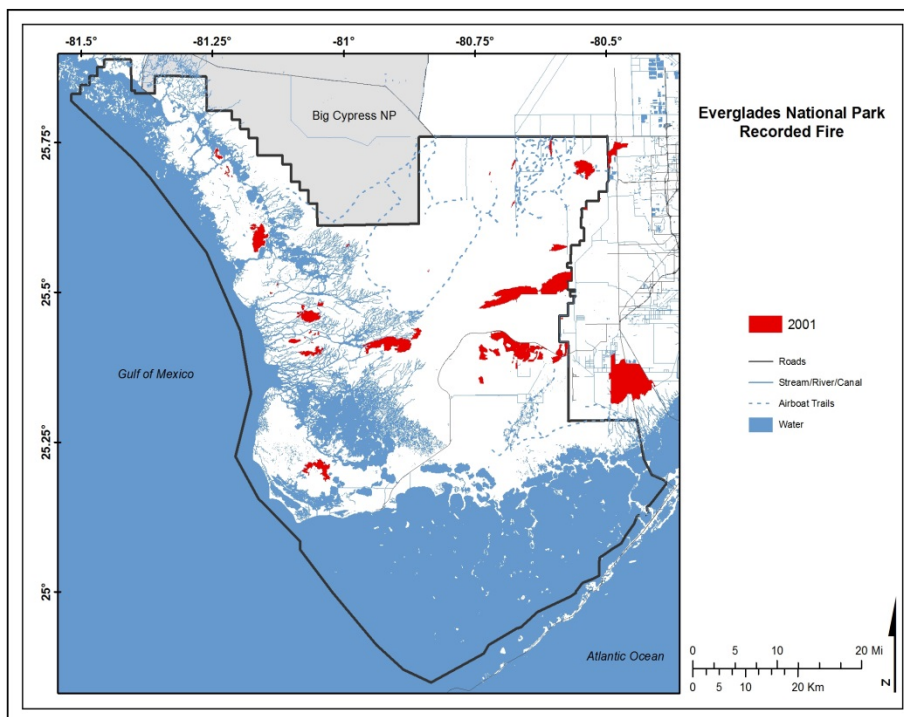 -81.5 -81.25 -81° -80.75 -80.5
Big Cypress NP
Everglades National Park
Recorded Fire
25.75°
25.5°
25.25°
25°
2001
Roads
Stream/River/Canal
Airboat Trails
Water
Gulf of Mexico
Atlantic Ocean
0 5 10 20 Mi
0 5 10 20 Km
N